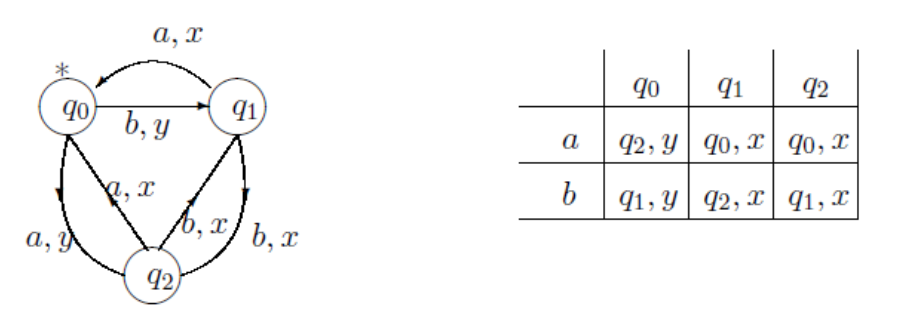 a, x
*
q₀
q₁
b, y
a, x
b, x
a, y
b, x
q₂
q₀ q₁ q₂
a q₂, y q₀, x q₀, x
b q₁, y q₂, x q₁, x